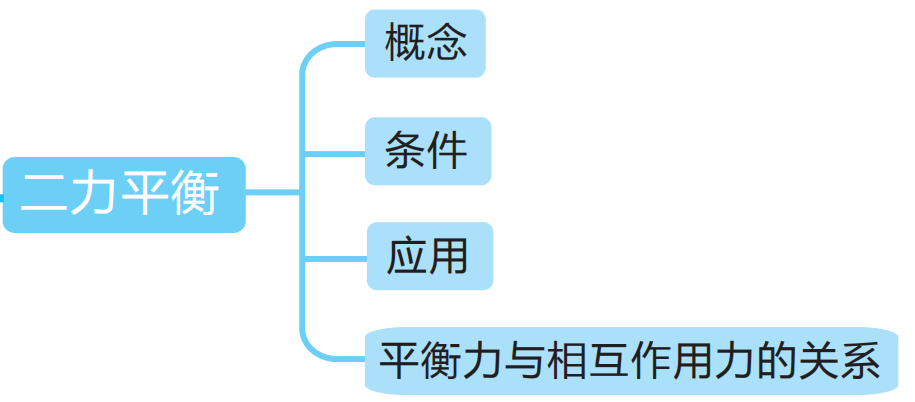 概念
条件
二力平衡
应用
平衡力与相互作用力的关系